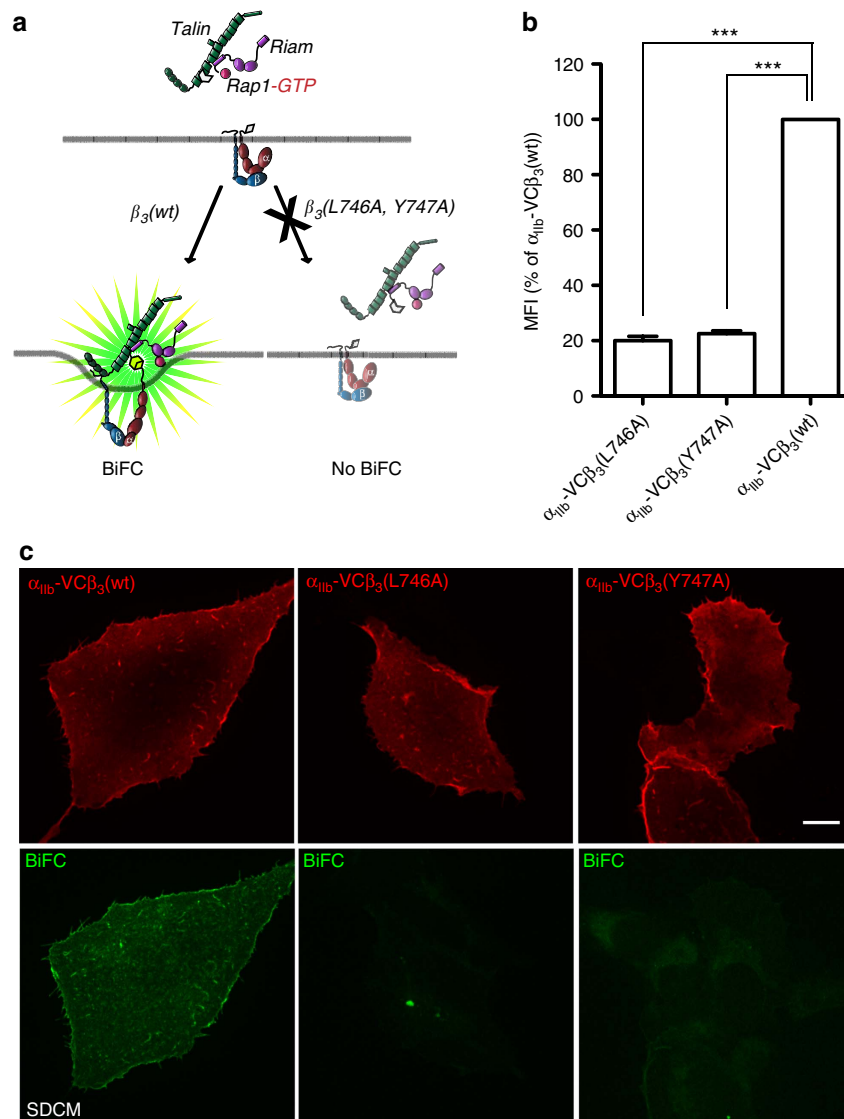 a
Talin
Riam
Rap1-GTP
α
β
β3(wt)
β3(L746A, Y747A)
α
β
β α
BiFC
No BiFC
b
***
***
120
100
80
60
40
20
0
MFI (% of αIIb-VCβ3(wt))
αIIb-VCβ3(L746A)
αIIb-VCβ3(Y747A)
αIIb-VCβ3(wt)
c
αIIb-VCβ3(wt)
αIIb-VCβ3(L746A)
αIIb-VCβ3(Y747A)
BiFC
BiFC
BiFC
SDCM